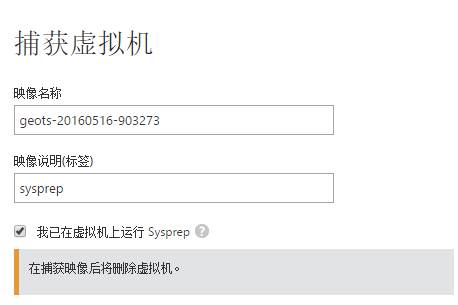 捕获虚拟机
映像名称
geots-20160516-903273
映像说明(标签)
sysprep
我已在虚拟机上运行 Sysprep ?
在捕获映像后将删除虚拟机。